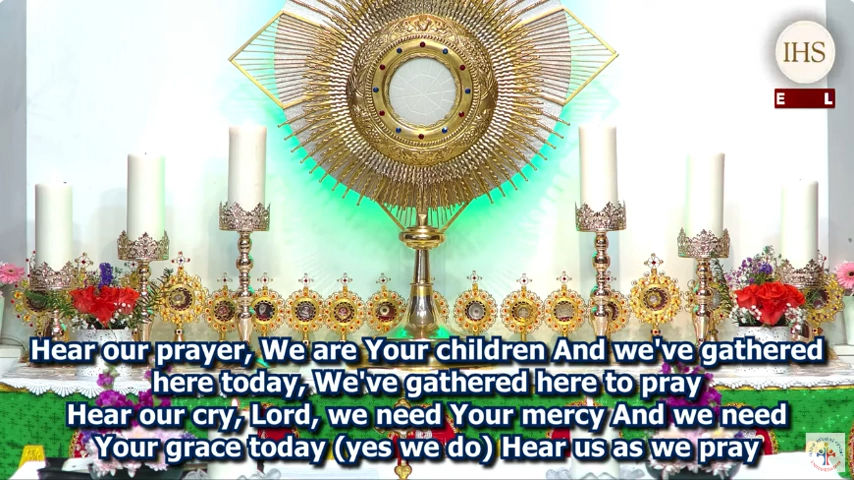 IHS
E L
Hear our prayer, We are Your children And we've gathered
here today, We've gathered here to pray
Hear our cry, Lord, we need Your mercy And we need
Your grace today (yes we do) Hear us as we pray